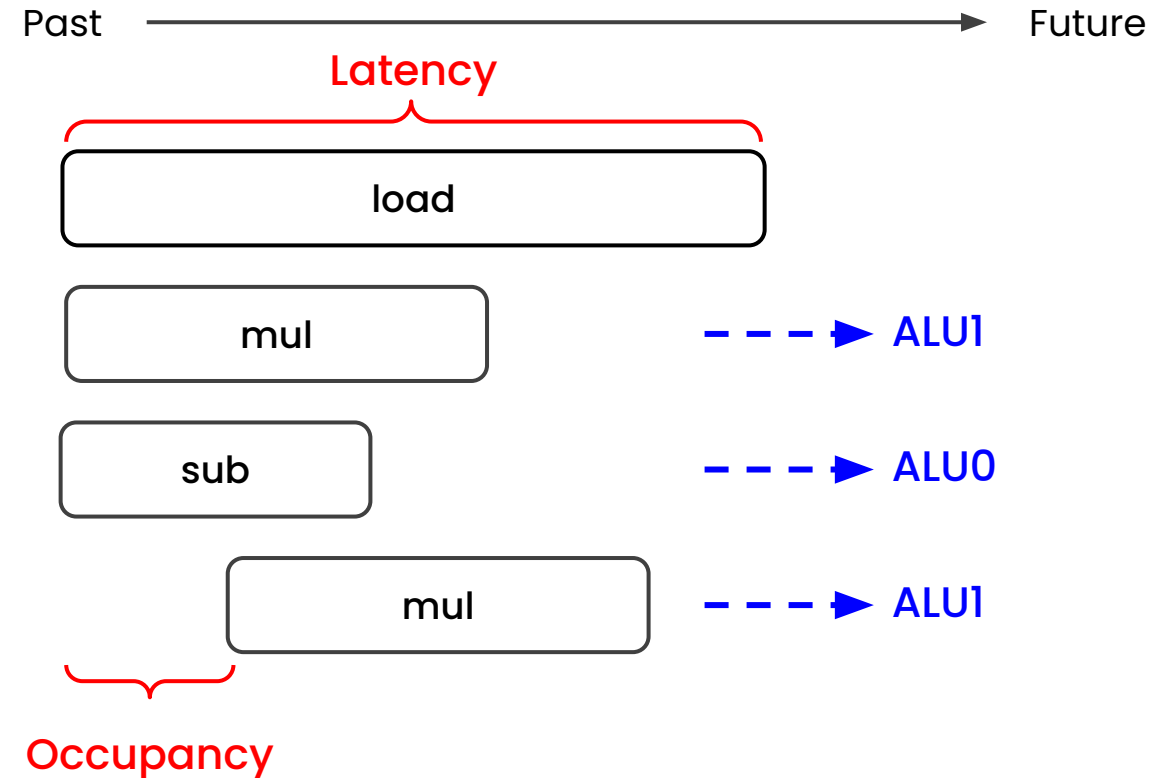 Past
Future
Latency
load
mul
ALU1
sub
ALU0
mul
ALU1
Occupancy